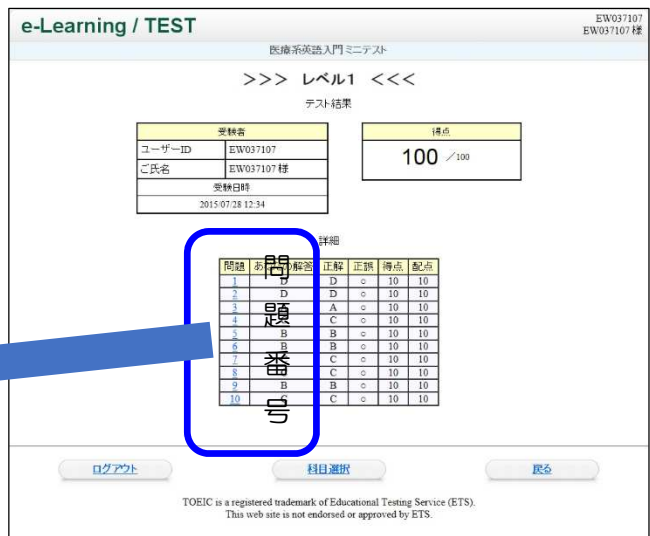 e-Learning / TEST
EW037107
EW037107 様
医療系英語入門 ミニテスト
>>> レベル1 <<<
テスト結果
受験者
ユーザーID EW037107
ご氏名 EW037107 様
受験日時
2015/07/28 12:34
得点
100 /100
詳細
問題 あ の解答 正解 正誤 得点 配点
1 D D ○ 10 10
2 D D ○ 10 10
3 A ○ 10 10
4 C ○ 10 10
5 B B ○ 10 10
6 B B ○ 10 10
7 C ○ 10 10
8 C ○ 10 10
9 B B ○ 10 10
10 C ○ 10 10
問題番号
ログアウト 科目選択 戻る
TOEIC is a registered trademark of Educational Testing Service (ETS).
This web site is not endorsed or approved by ETS.